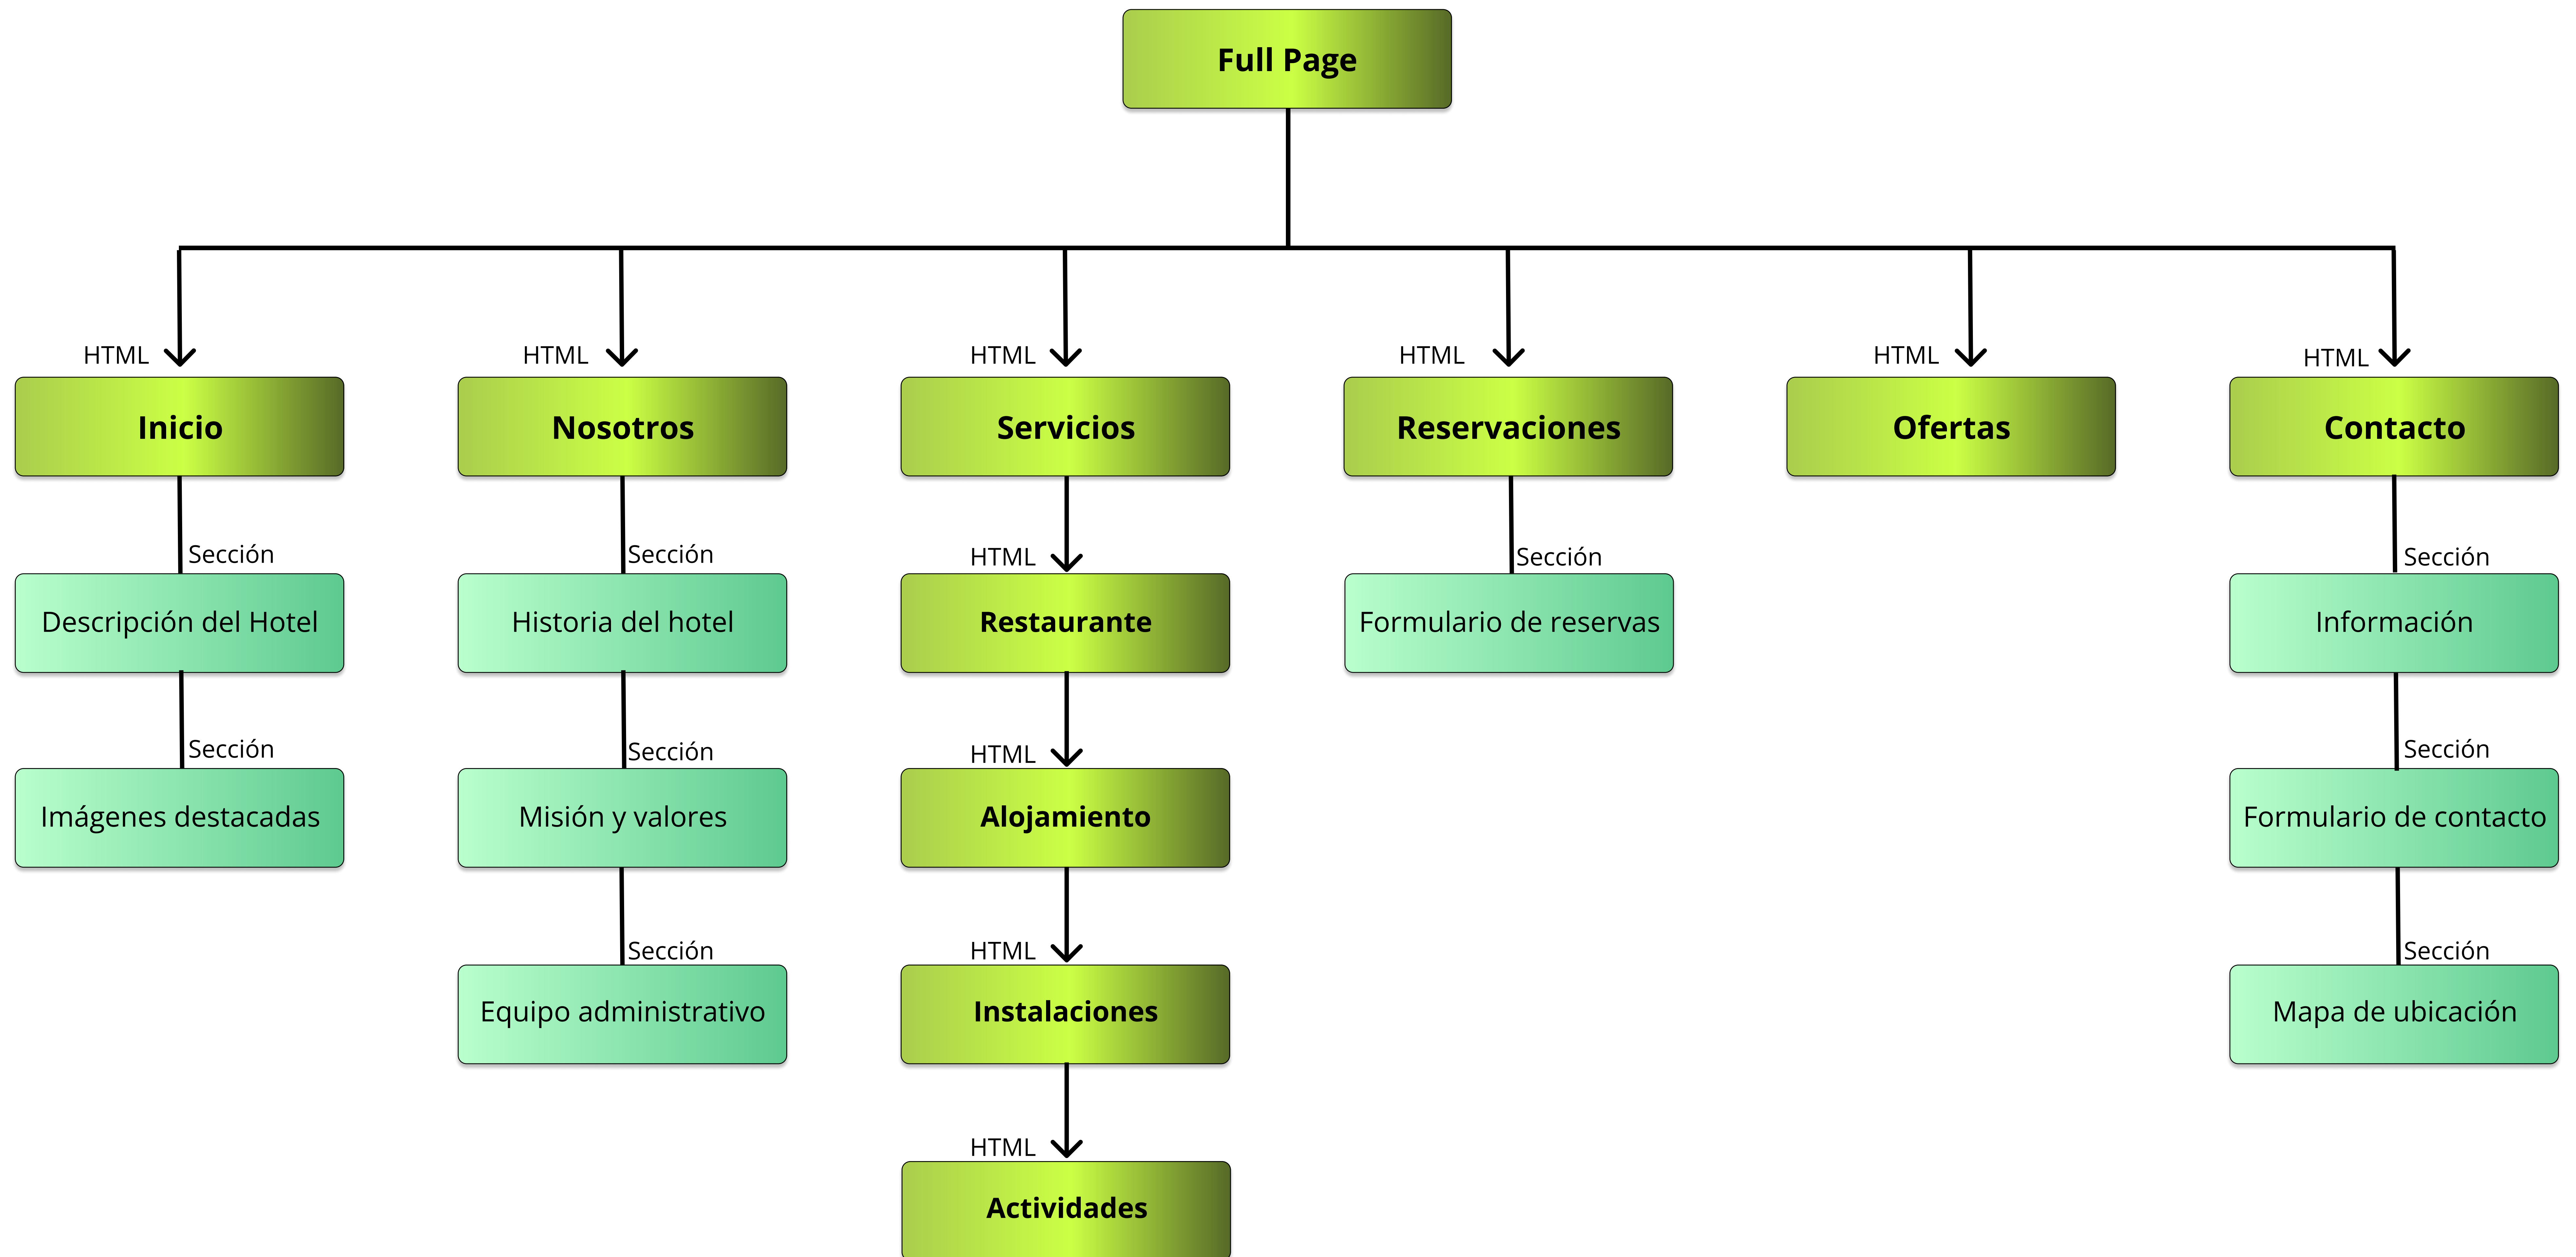 Full Page
HTML
HTML
HTML
HTML
HTML
HTML
Inicio
Nosotros
Servicios
Reservaciones
Ofertas
Contacto
Sección
Sección
HTML
Sección
Sección
Descripción del Hotel
Historia del hotel
Restaurante
Formulario de reservas
Información
Sección
Sección
HTML
Sección
Imágenes destacadas
Misión y valores
Alojamiento
Formulario de contacto
Sección
HTML
Sección
Equipo administrativo
Instalaciones
Mapa de ubicación
HTML
Actividades